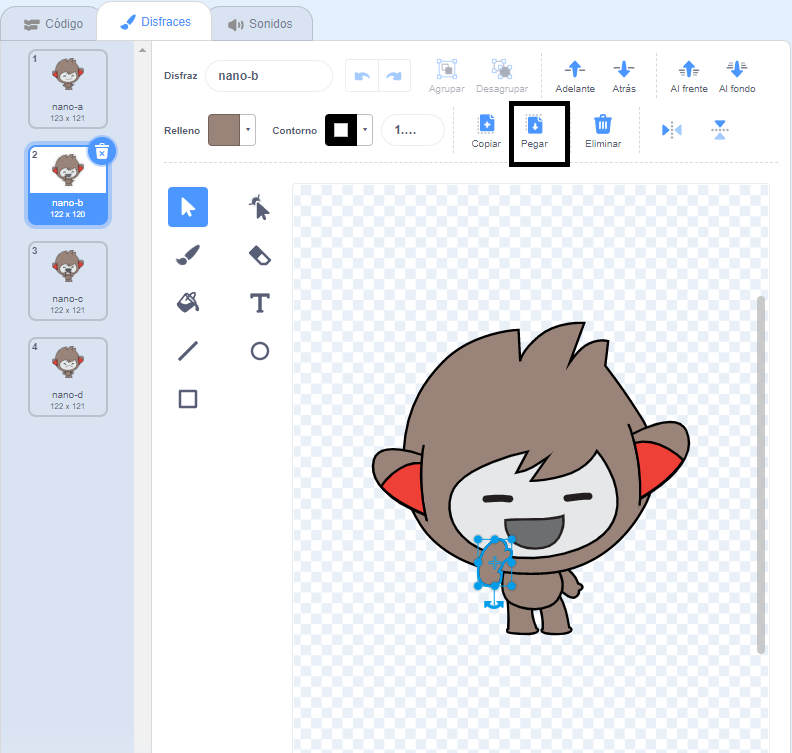 Código
Disfraces
Sonidos
1
nano-a
123 x 121
2
nano-b
122 x 120
3
nano-c
122 x 121
4
nano-d
122 x 121
Disfraz
nano-b
Agrupar
Desagrupar
Adelante
Atrás
Al frente
Al fondo
Relleno
Contorno
1....
Copiar
Pegar
Eliminar
T